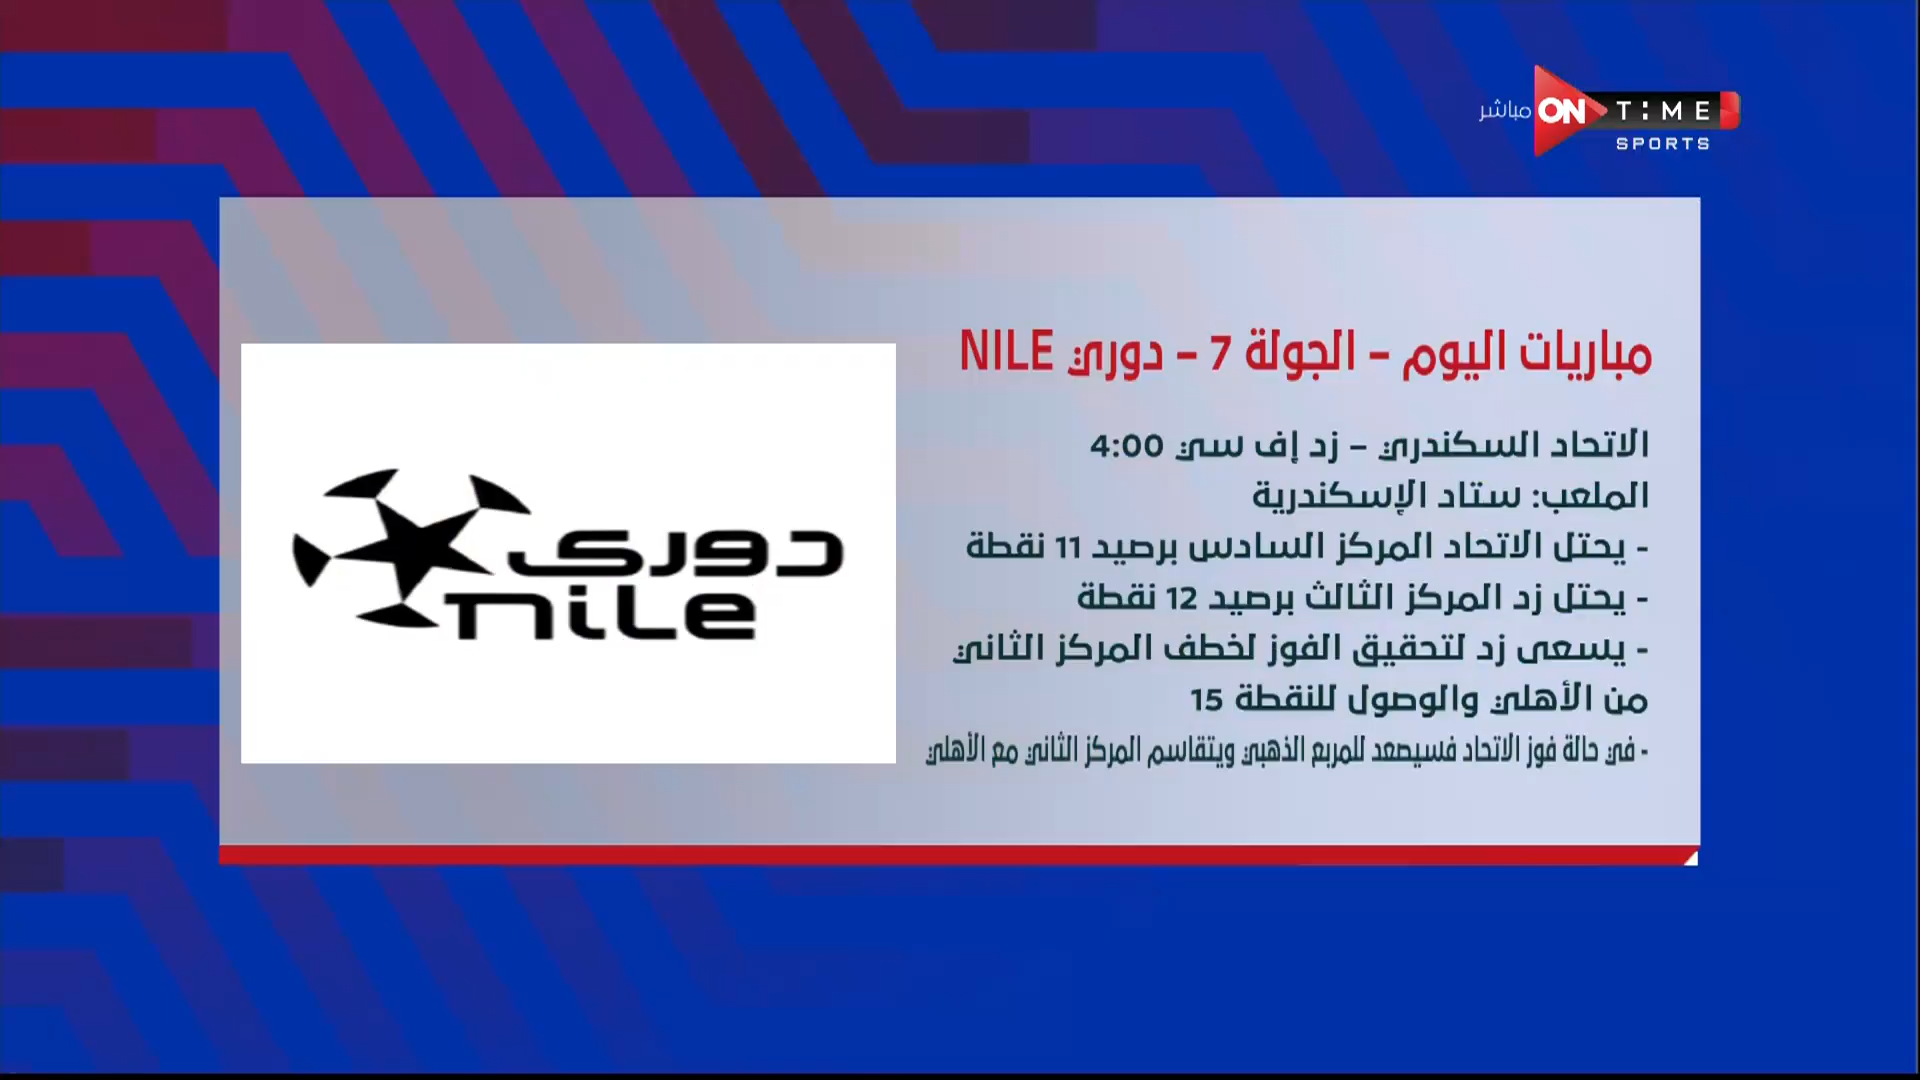 مباشر ON TIME
SPORTS
مباريات اليوم – الجولة 7 – دوري NILE
الاتحاد السكندري – زد إف سي 4:00
الملعب: ستاد الإسكندرية
- يحتل الاتحاد المركز السادس برصيد 11 نقطة
- يحتل زد المركز الثالث برصيد 12 نقطة
- يسعى زد لتحقيق الفوز لخطف المركز الثاني
من الأهلي والوصول للنقطة 15
- في حالة فوز الاتحاد فسيصعد للمربع الذهبي ويتقاسم المركز الثاني مع الأهلي
دورى
nile